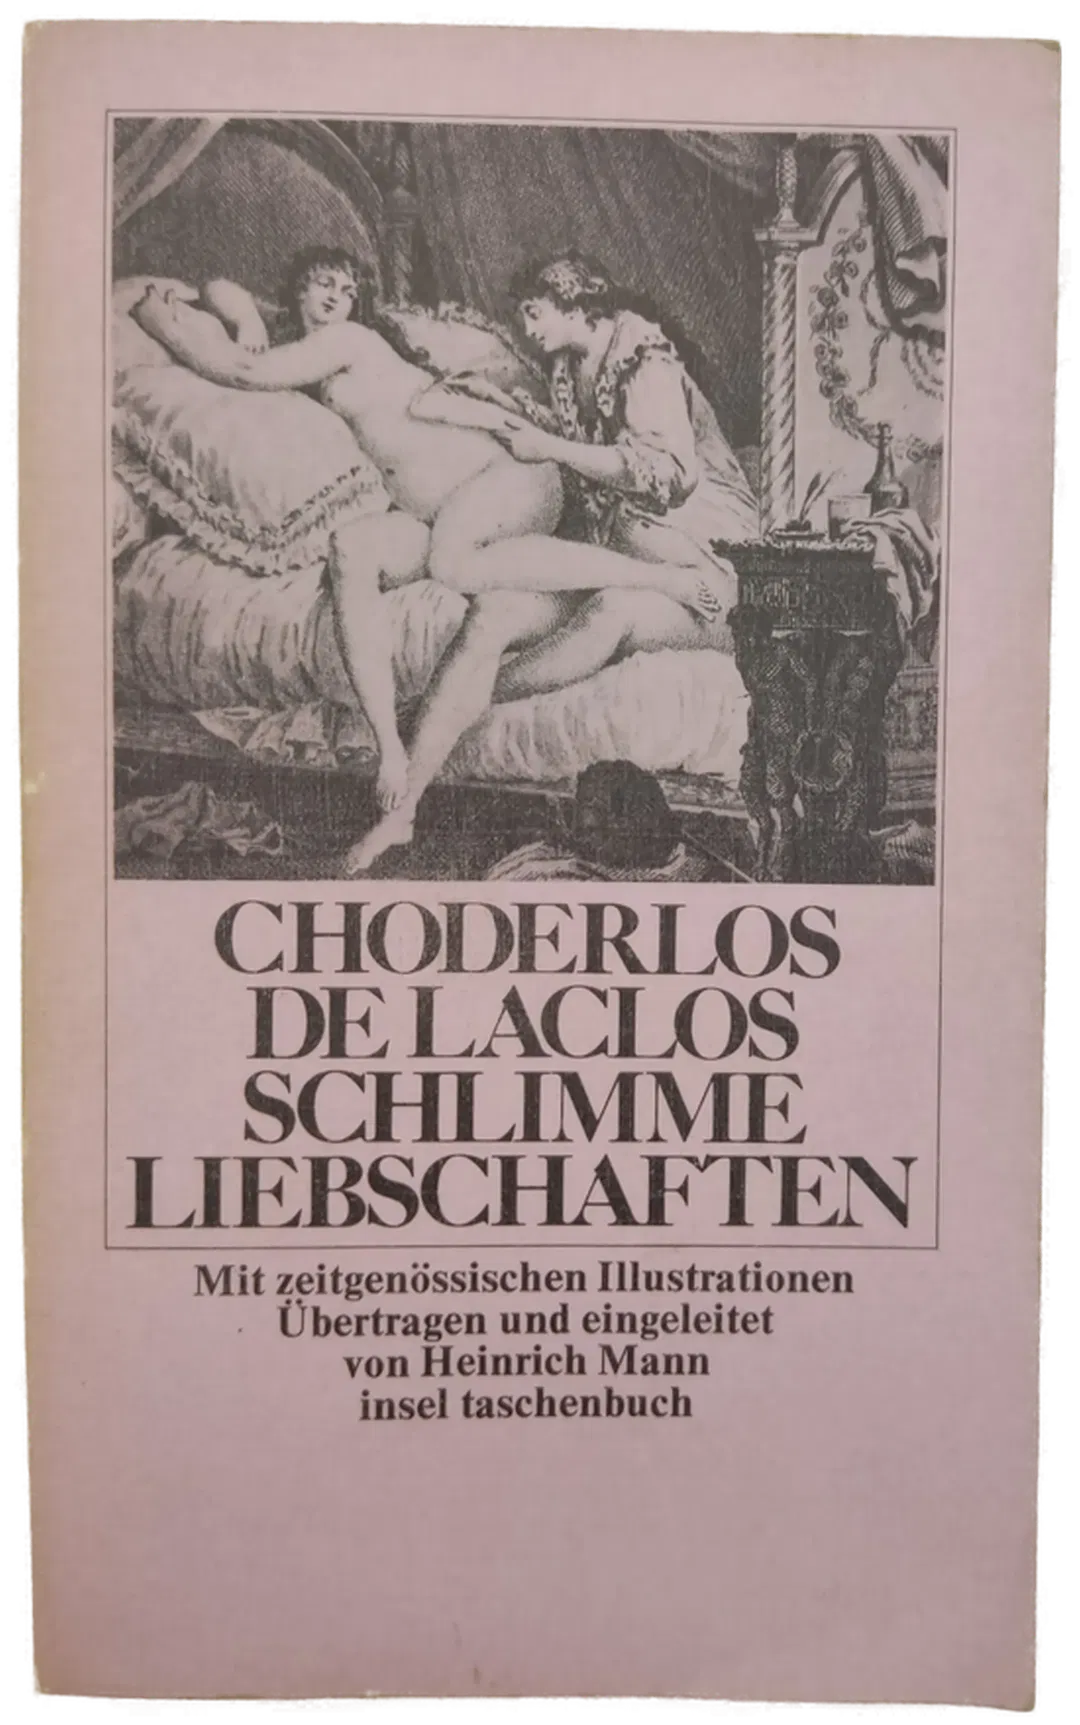 CHODERLOS
DE LACLOS
SCHLIMME
LIEBSCHAFTEN
Mit zeitgenössischen Illustrationen
Übertragen und eingeleitet
von Heinrich Mann
insel taschenbuch